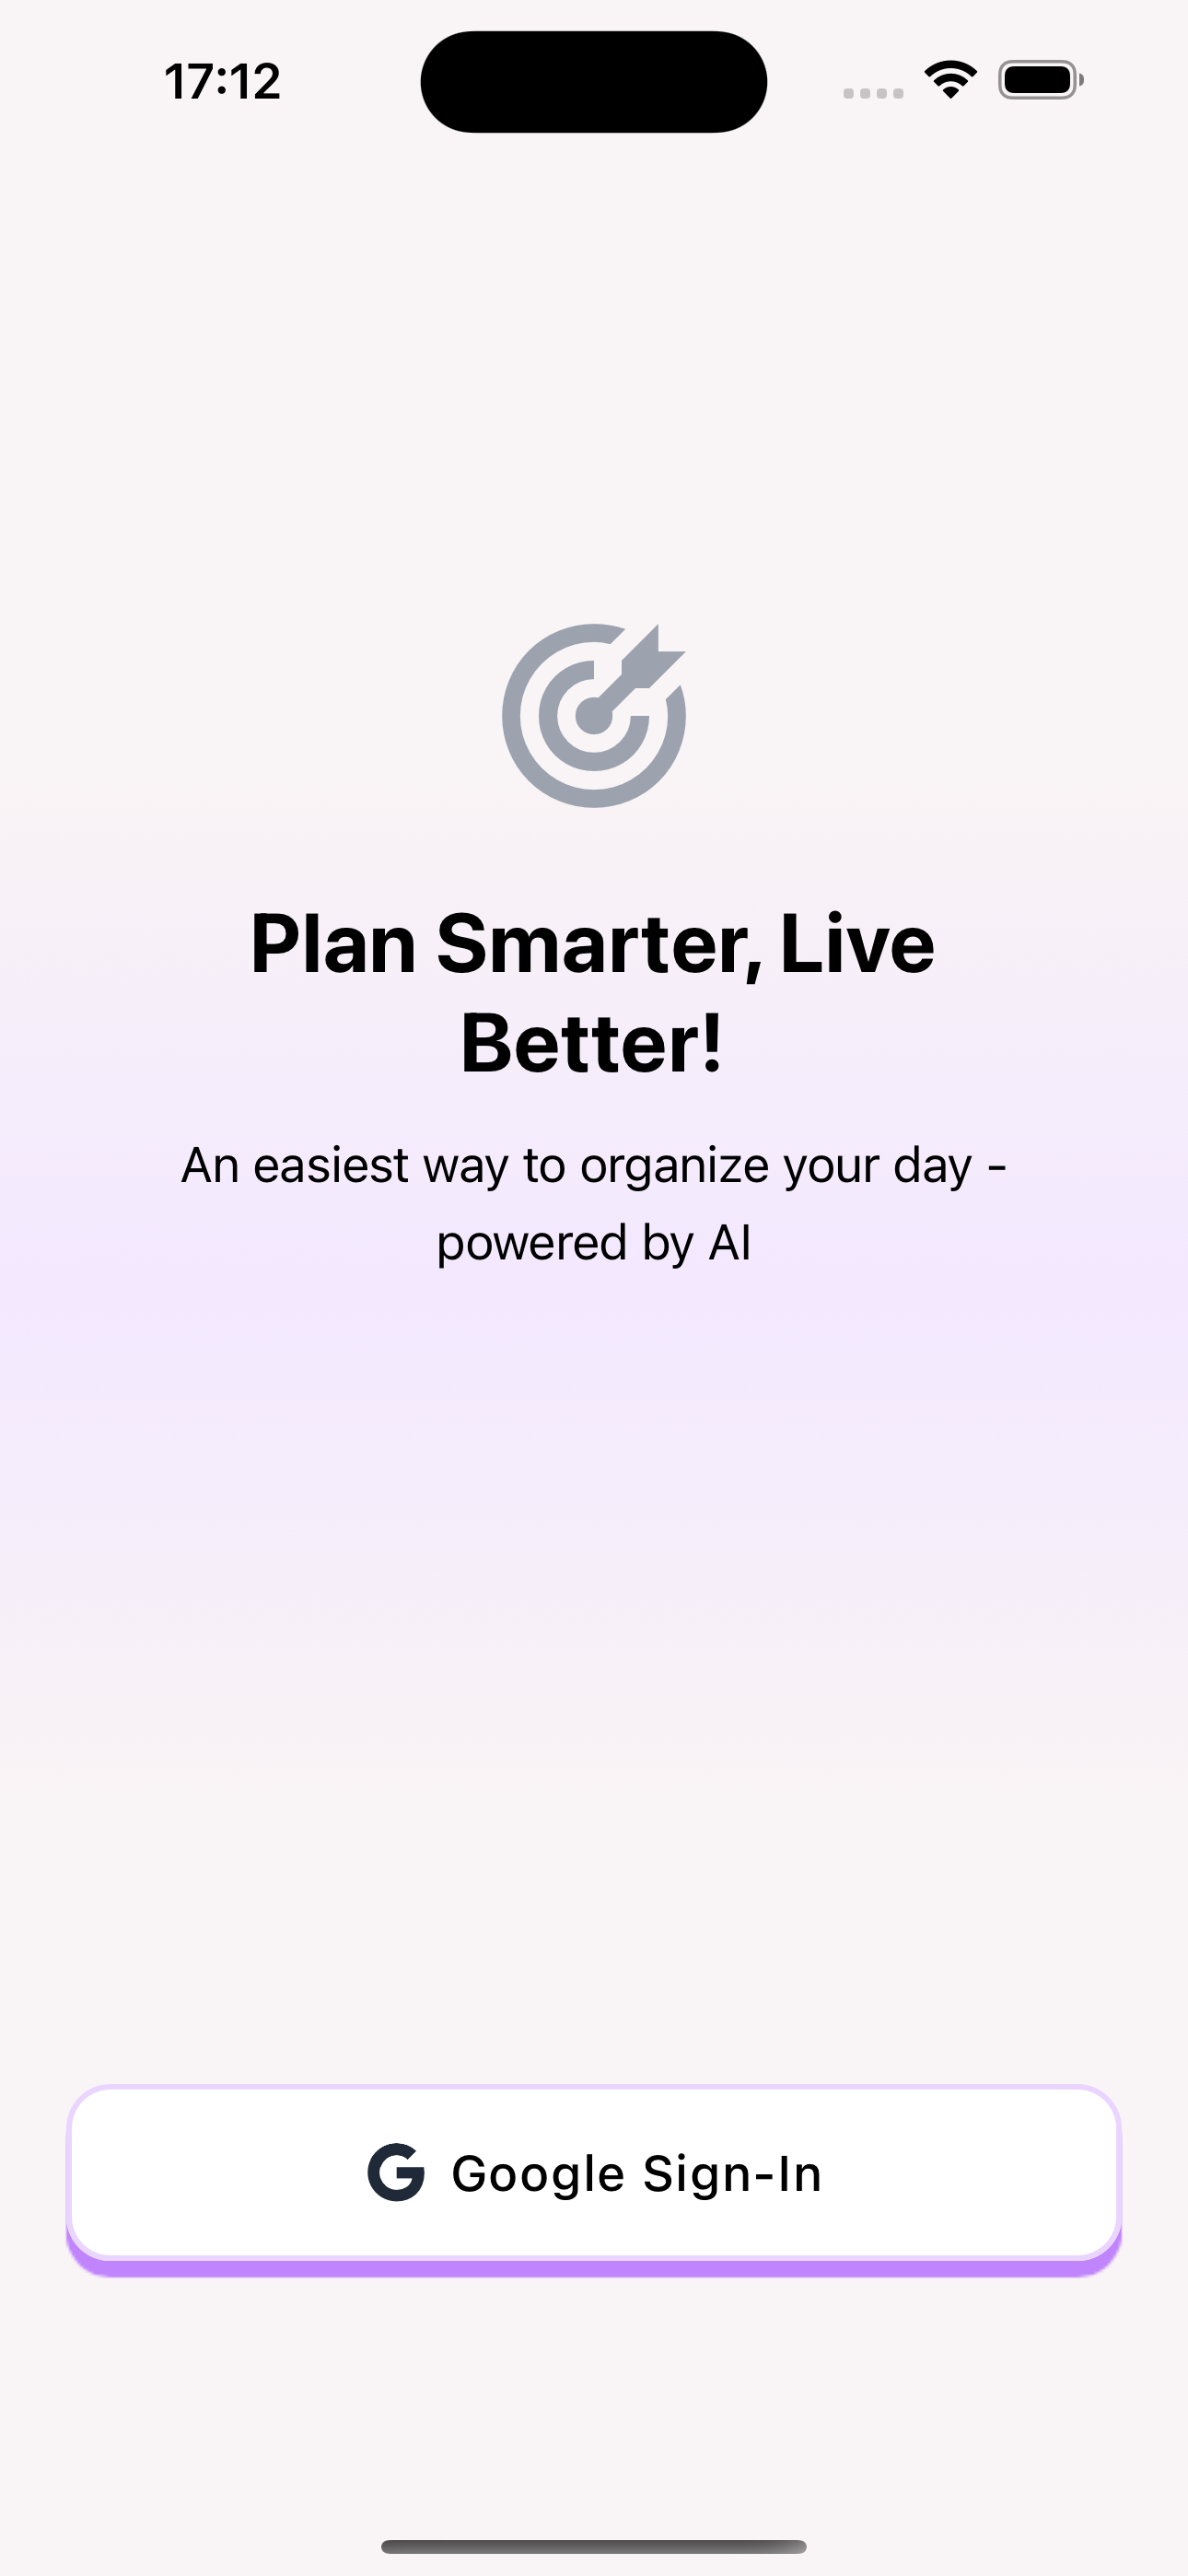 17:12
Plan Smarter, Live
Better!
An easiest way to organize your day -
powered by AI
Google Sign-In